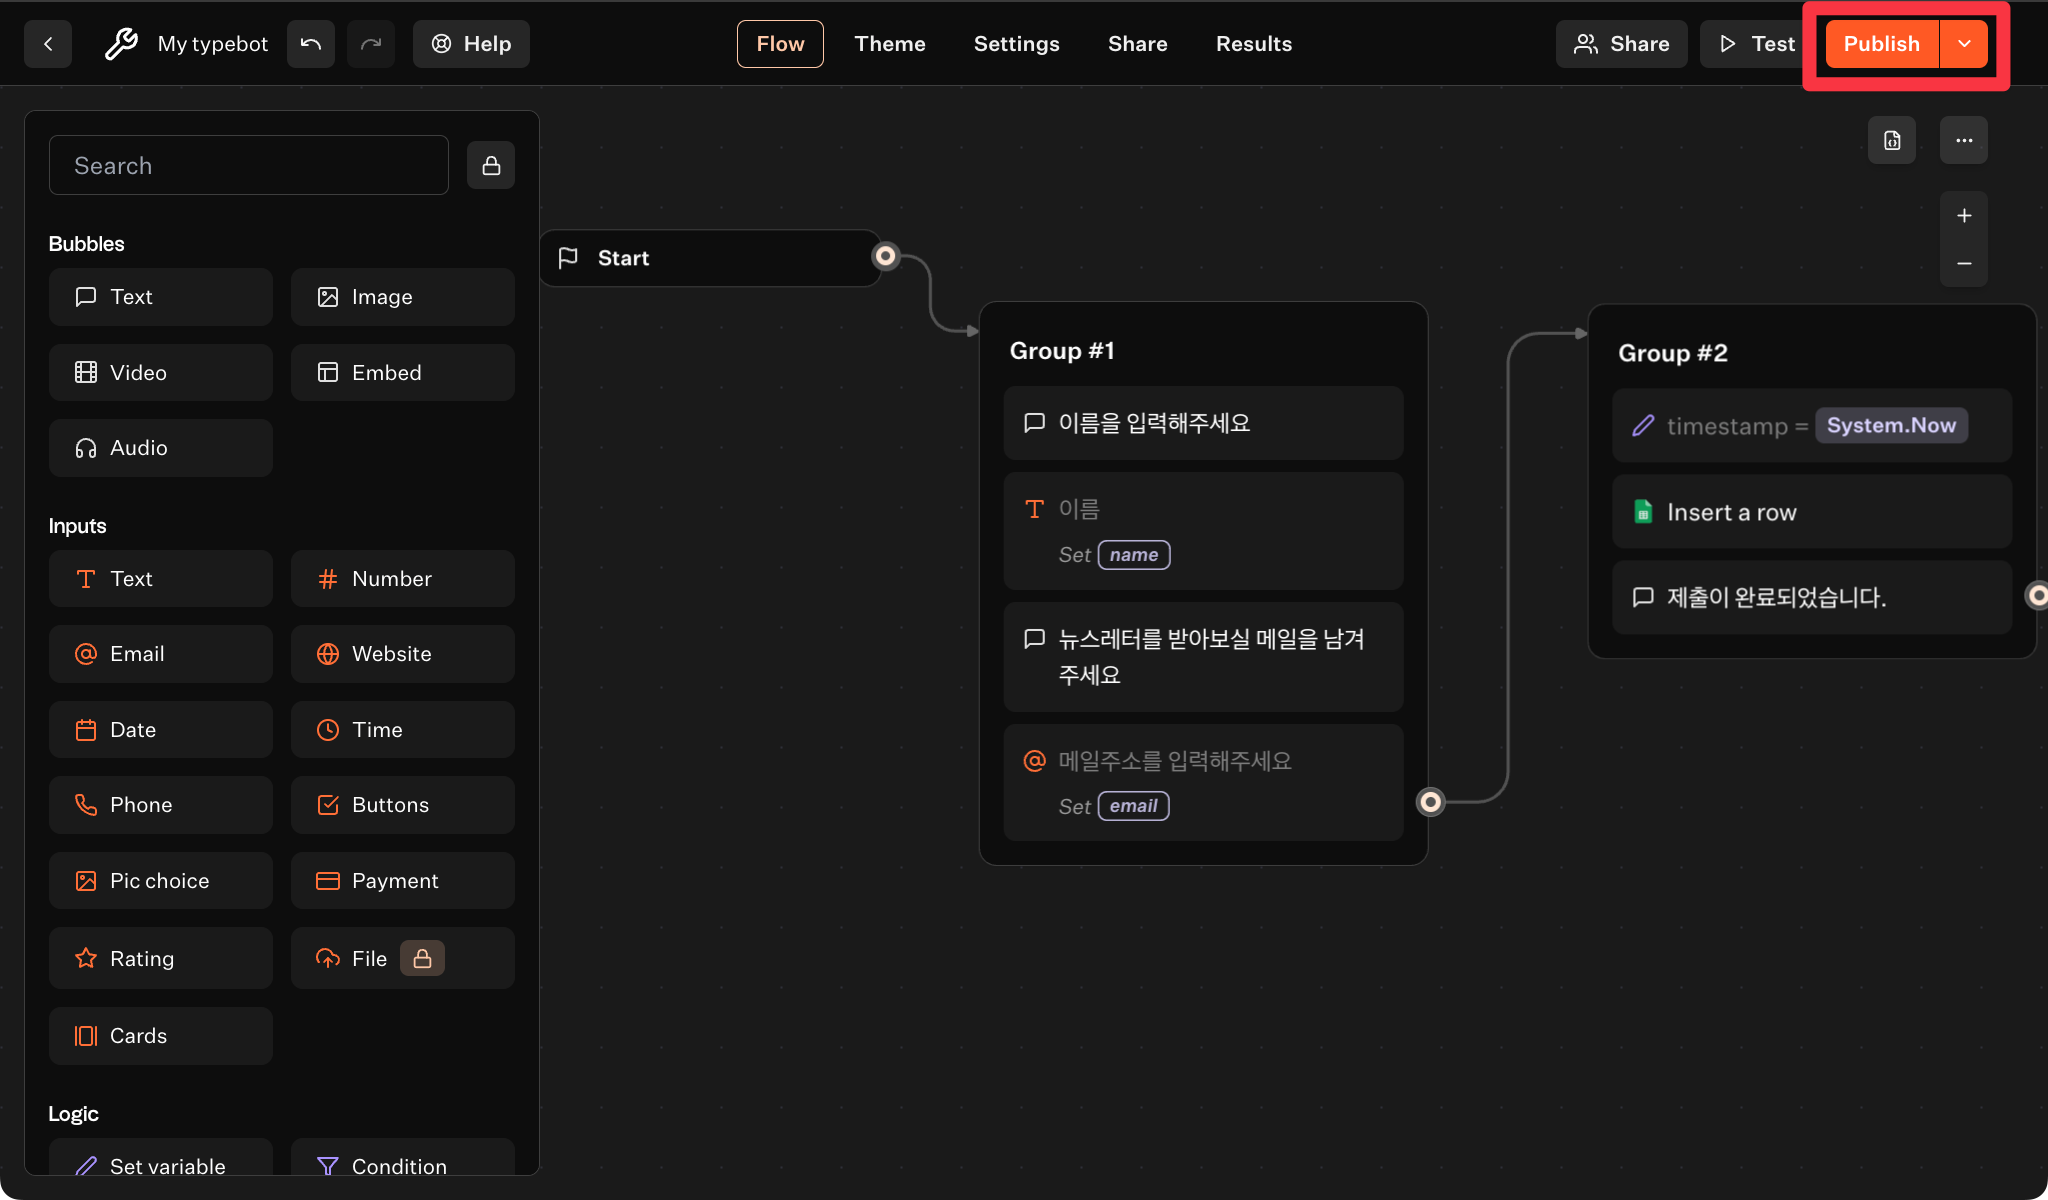 My typebot
Help
Flow
Theme
Settings
Share
Results
Share
Test
Publish
Search
Bubbles
Text
Image
Video
Embed
Audio
Inputs
Text
Number
Email
Website
Date
Time
Phone
Buttons
Pic choice
Payment
Rating
File
Cards
Logic
Set variable
Condition
Start
Group #1
이름을 입력해주세요
이름
Set name
뉴스레터를 받아보실 메일을 남겨
주세요
메일주소를 입력해주세요
Set email
Group #2
timestamp = System.Now
Insert a row
제출이 완료되었습니다.